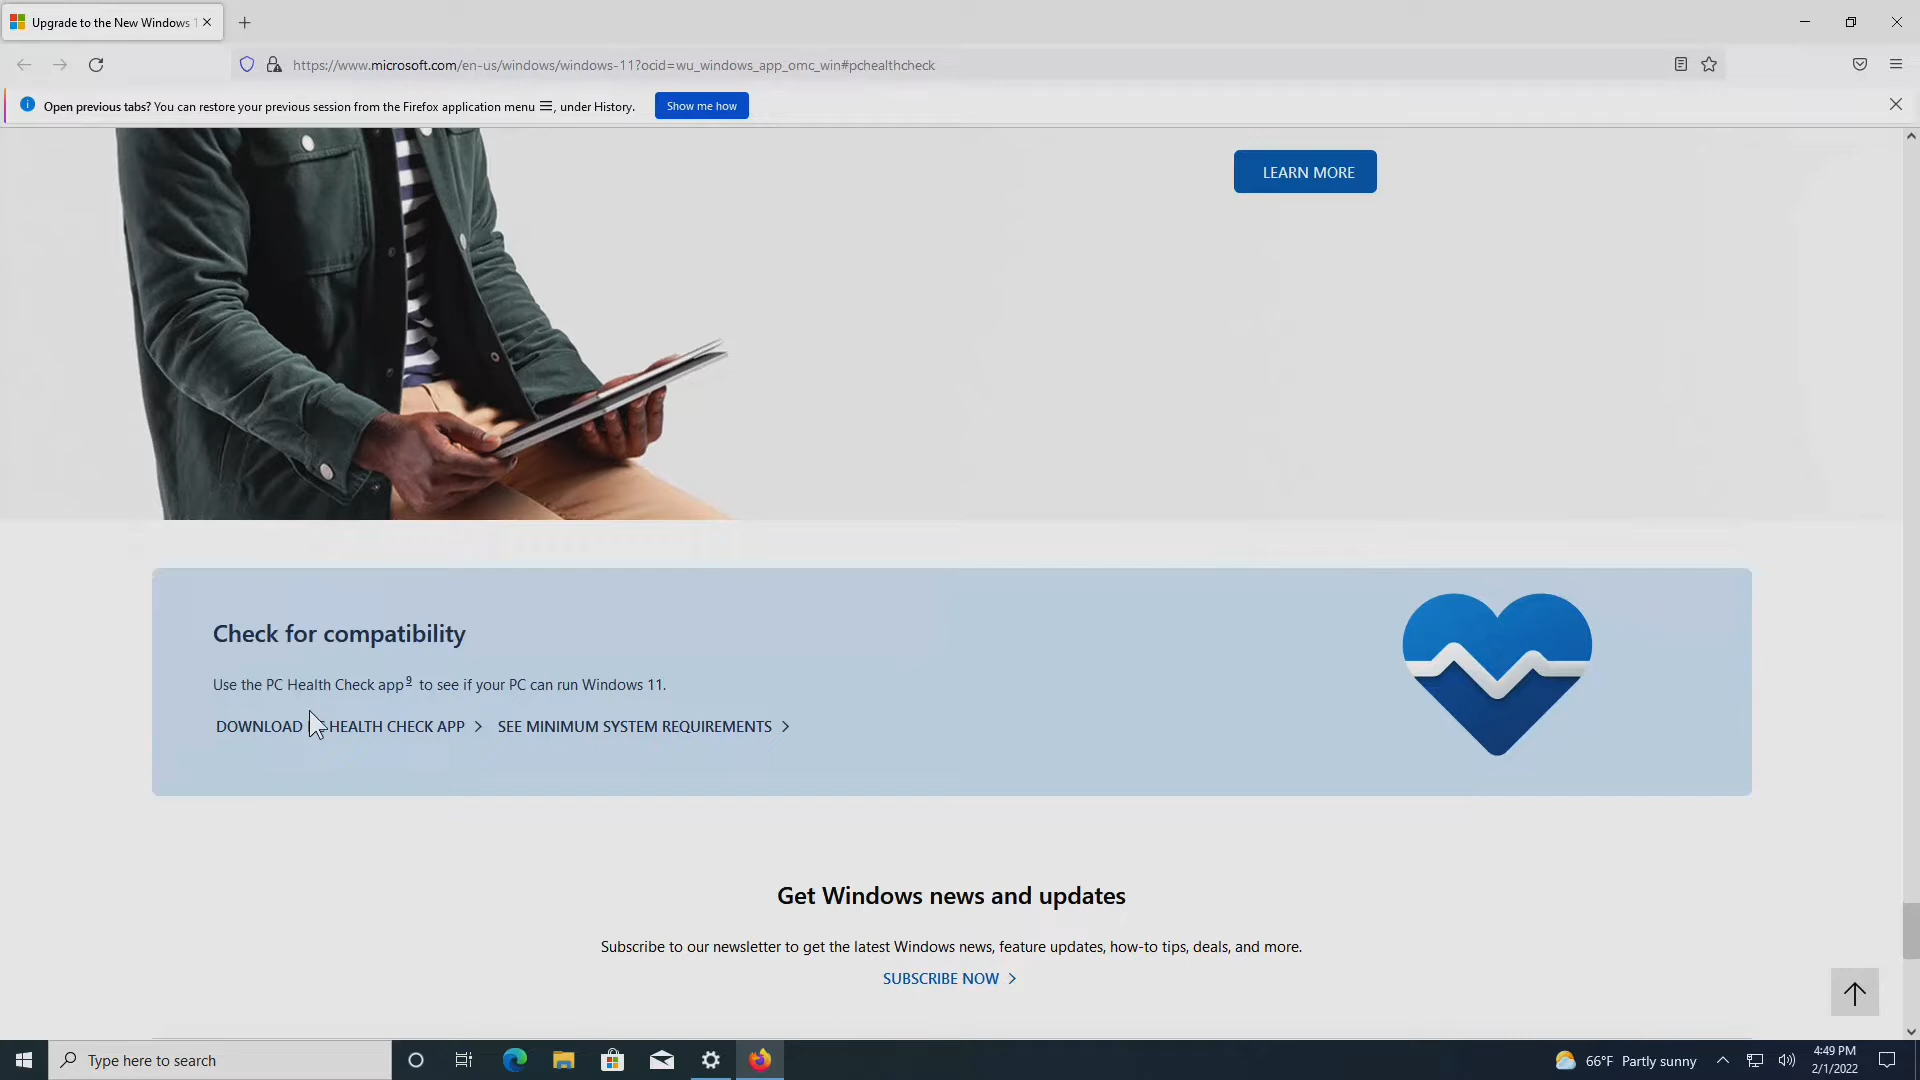 Upgrade to the New Windows
https://www.microsoft.com/en-us/windows/windows-11?ocid=wu_windows_app_omc_win#pchealthcheck
Open previous tabs? You can restore your previous session from the Firefox application menu ☰, under History.
Show me how
LEARN MORE
Check for compatibility
Use the PC Health Check app9 to see if your PC can run Windows 11.
DOWNLOAD HEALTH CHECK APP
SEE MINIMUM SYSTEM REQUIREMENTS
Get Windows news and updates
Subscribe to our newsletter to get the latest Windows news, feature updates, how-to tips, deals, and more.
SUBSCRIBE NOW
Type here to search
66°F Partly sunny
4:49 PM
2/1/2022